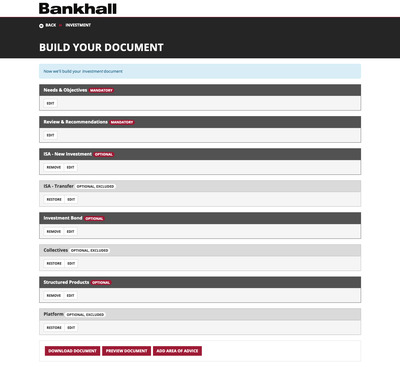 Bankhall
BACK INVESTMENT
BUILD YOUR DOCUMENT
Now we'll build your investment document
Needs & Objectives MANDATORY
EDIT
Review & Recommendations MANDATORY
EDIT
ISA - New Investment OPTIONAL
REMOVE EDIT
ISA - Transfer OPTIONAL, EXCLUDED
RESTORE EDIT
Investment Bond OPTIONAL
REMOVE EDIT
Collectives OPTIONAL, EXCLUDED
RESTORE EDIT
Structured Products OPTIONAL
REMOVE EDIT
Platform OPTIONAL, EXCLUDED
RESTORE EDIT
DOWNLOAD DOCUMENT PREVIEW DOCUMENT ADD AREA OF ADVICE